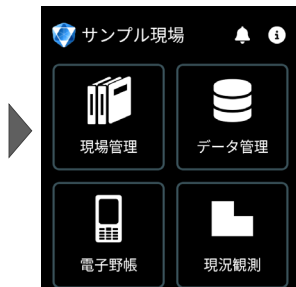 サンプル現場
現場管理
データ管理
電子野帳
現況観測